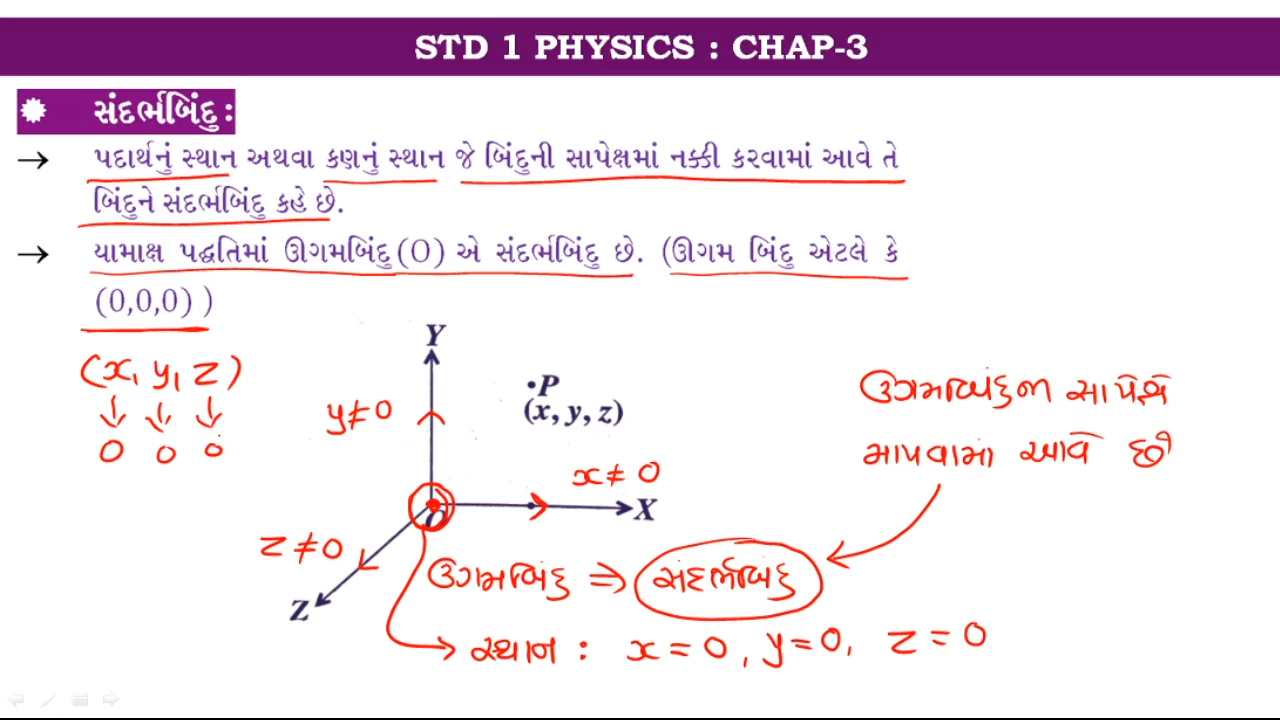 STD 1 PHYSICS : CHAP-3
સંદર્ભબિંદુ :
→ પદાર્થનું સ્થાન અથવા કણનું સ્થાન જે બિંદુની સાપેક્ષમાં નક્કી કરવામાં આવે તે
બિંદુને સંદર્ભબિંદુ કહે છે.
→ યામાક્ષ પદ્ધતિમાં ઊગમબિંદુ (O) એ સંદર્ભબિંદુ છે. (ઊગમ બિંદુ એટલે કે
(0,0,0) )
(x, y, z)
↓ ↓ ↓
0 0 0
Y
y ≠ 0
•P
(x, y, z)
ઉગમબિંદુના સાપેક્ષે
માપવામાં આવે છે
x ≠ 0
X
O
z ≠ 0
Z
ઉગમબિંદુ ⇒ સંદર્ભબિંદુ
સ્થાન : x = 0, y = 0, z = 0